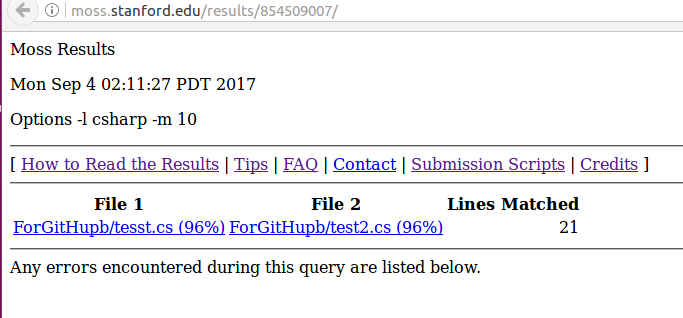 moss.stanford.edu/results/854509007/
Moss Results
Mon Sep 4 02:11:27 PDT 2017
Options -l csharp -m 10
[ How to Read the Results | Tips | FAQ | Contact | Submission Scripts | Credits ]
File 1 File 2 Lines Matched
ForGitHupb/tesst.cs (96%) ForGitHupb/test2.cs (96%) 21
Any errors encountered during this query are listed below.